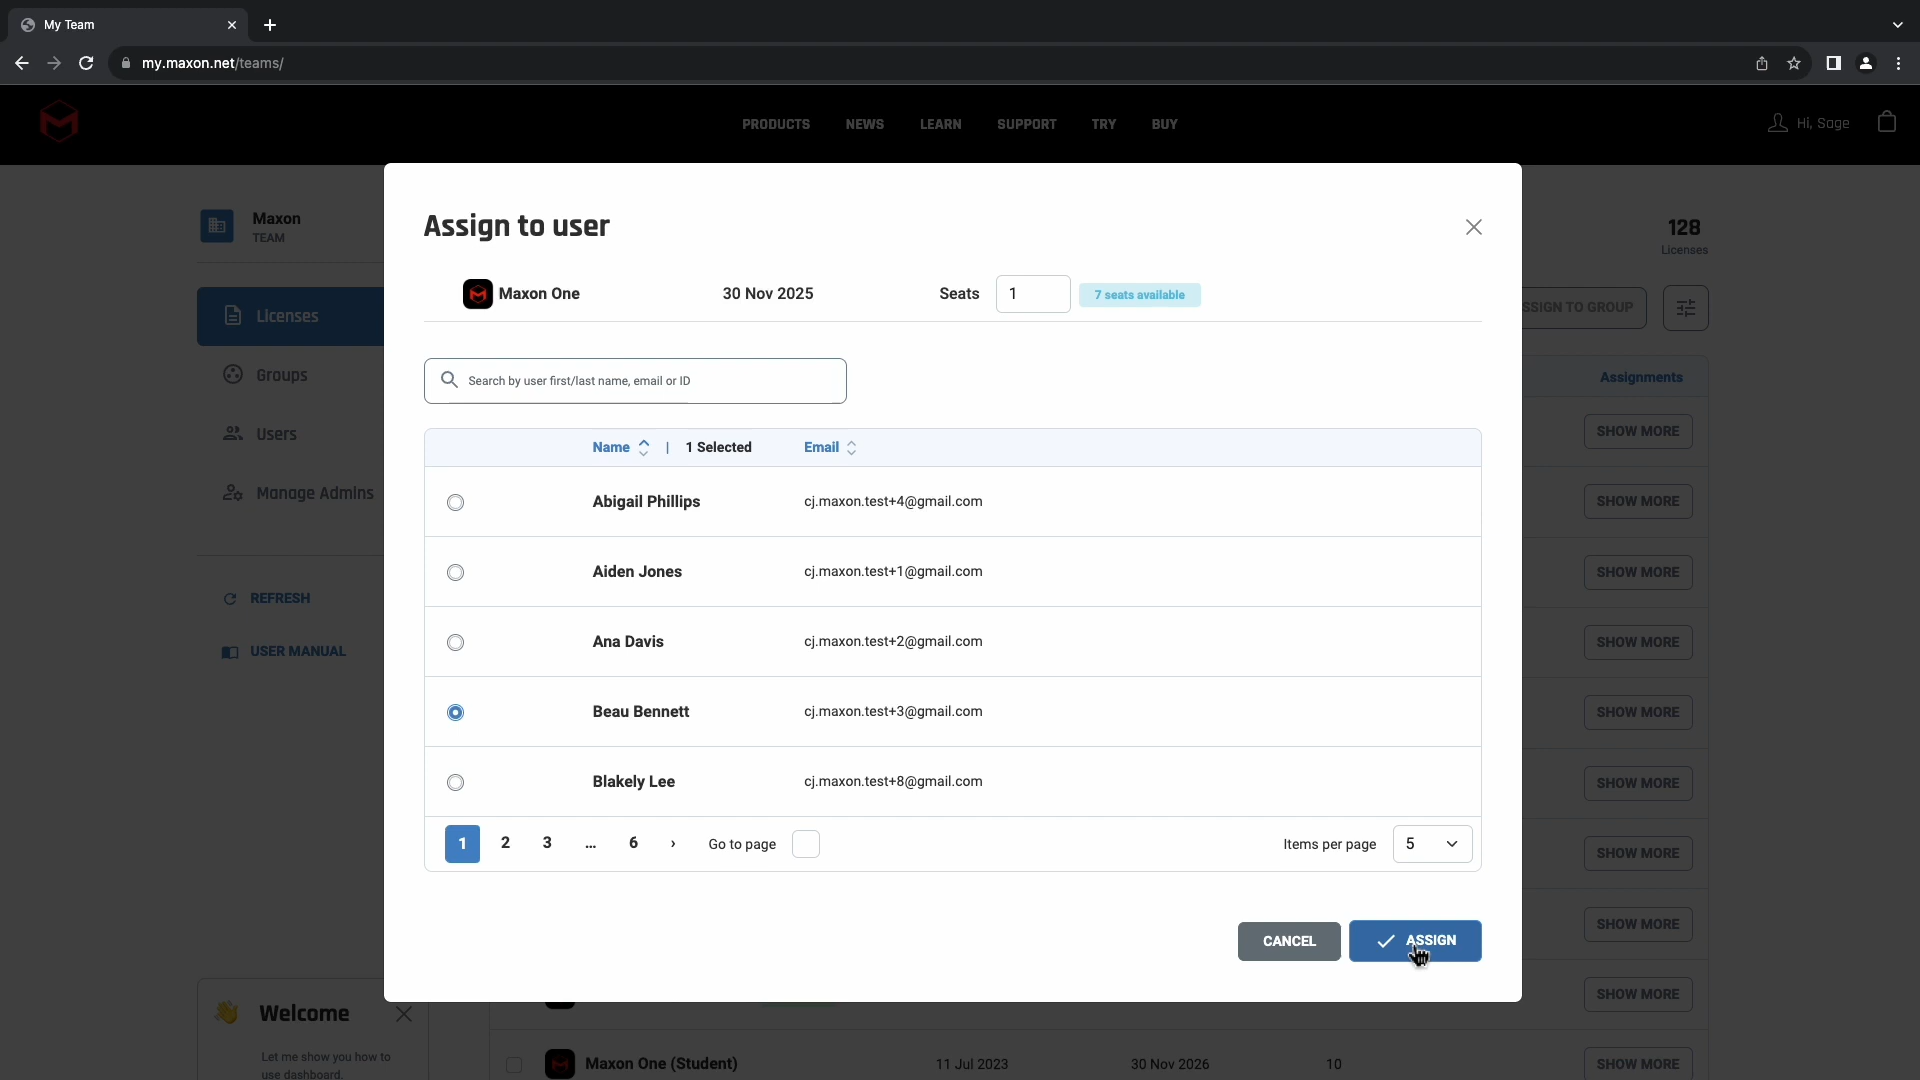 My Team
my.maxon.net/teams/
PRODUCTS NEWS LEARN SUPPORT TRY BUY
Hi, Sage
Maxon
TEAM
128
Licenses
Assign to user
Maxon One 30 Nov 2025 Seats 1 7 seats available
Licenses
SSIGN TO GROUP
Groups
Search by user first/last name, email or ID
Assignments
Users
Name | 1 Selected Email
SHOW MORE
Manage Admins
Abigail Phillips cj.maxon.test+4@gmail.com
SHOW MORE
Aiden Jones cj.maxon.test+1@gmail.com
SHOW MORE
REFRESH
Ana Davis cj.maxon.test+2@gmail.com
SHOW MORE
USER MANUAL
Beau Bennett cj.maxon.test+3@gmail.com
SHOW MORE
Blakely Lee cj.maxon.test+8@gmail.com
SHOW MORE
1 2 3 ... 6 › Go to page Items per page 5
SHOW MORE
CANCEL ASSIGN
SHOW MORE
SHOW MORE
Welcome
Let me show you how to
use dashboard.
Maxon One (Student) 11 Jul 2023 30 Nov 2026 10 SHOW MORE